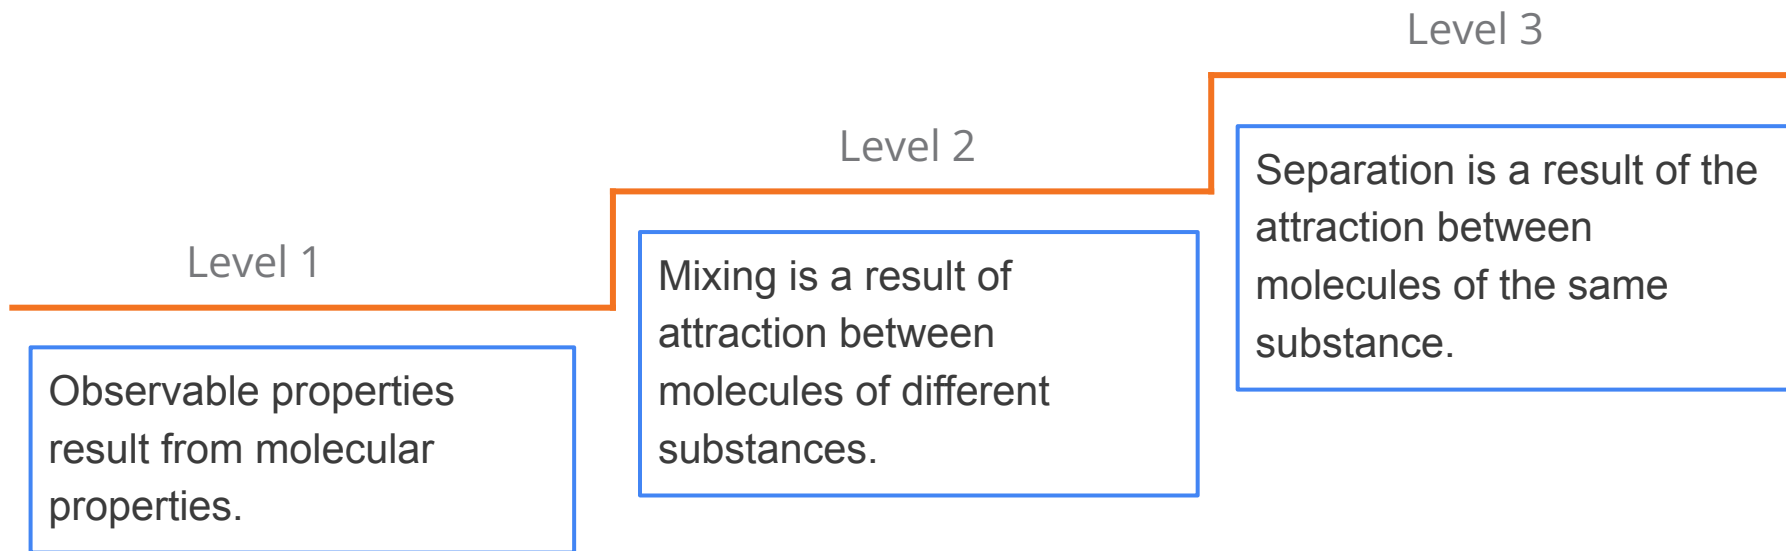 Level 1
Observable properties
result from molecular
properties.
Level 2
Mixing is a result of
attraction between
molecules of different
substances.
Level 3
Separation is a result of the
attraction between
molecules of the same
substance.